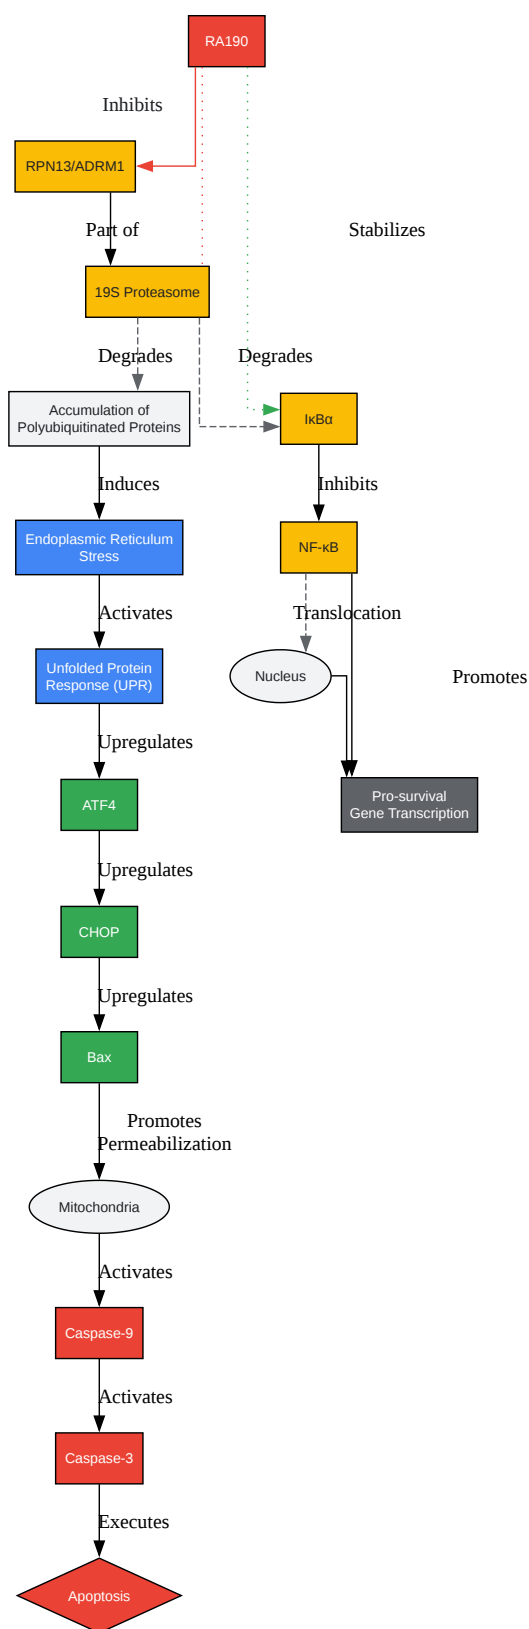 RA190
Inhibits
RPN13/ADRM1
Part of
Stabilizes
19S Proteasome
Degrades
Degrades
Accumulation of
Polyubiquitinated Proteins
IκBα
Induces
Inhibits
Endoplasmic Reticulum
Stress
NF-κB
Activates
Translocation
Unfolded Protein
Response (UPR)
Nucleus
Promotes
Upregulates
ATF4
Pro-survival
Gene Transcription
Upregulates
CHOP
Upregulates
Bax
Promotes
Permeabilization
Mitochondria
Activates
Caspase-9
Activates
Caspase-3
Executes
Apoptosis